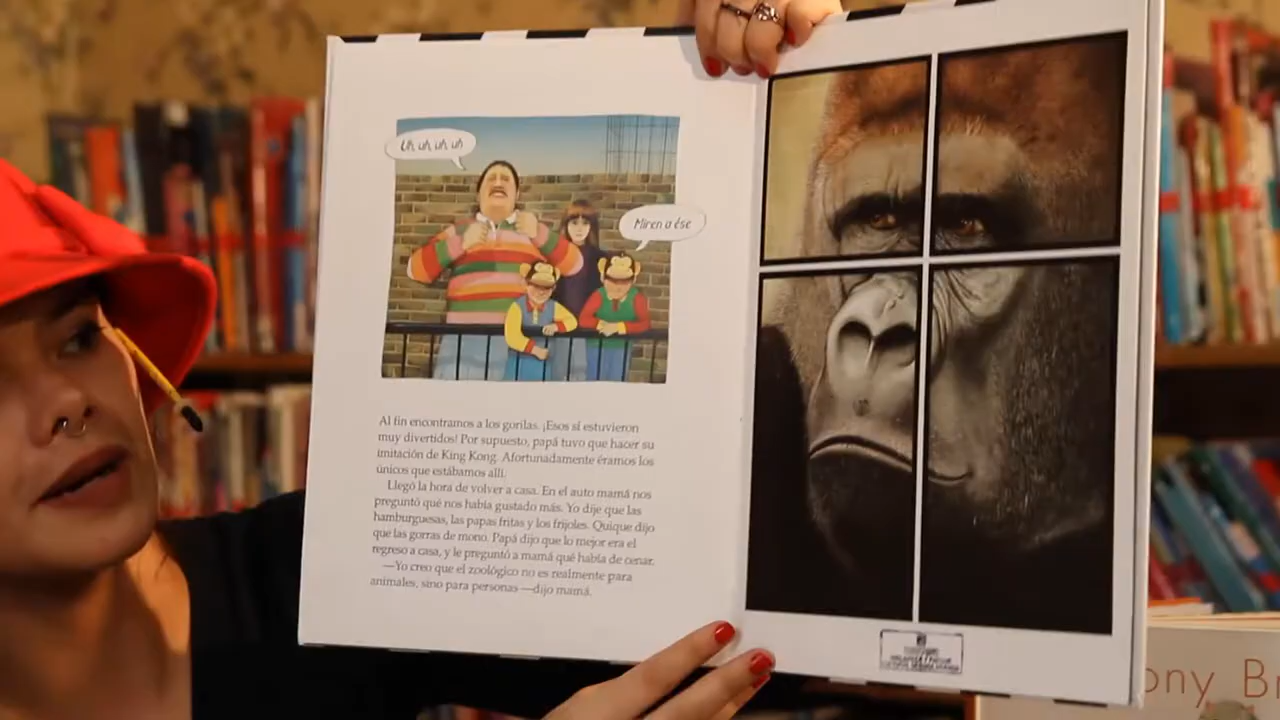 Uh, uh, uh, uh
Miren a ése
Al fin encontramos a los gorilas. ¡Esos sí estuvieron
muy divertidos! Por supuesto, papá tuvo que hacer su
imitación de King Kong. Afortunadamente éramos los
únicos que estábamos allí.
Llegó la hora de volver a casa. En el auto mamá nos
preguntó qué nos había gustado más. Yo dije que las
hamburguesas, las papas fritas y los frijoles. Quique dijo
que las gorras de mono. Papá dijo que lo mejor era el
regreso a casa, y le preguntó a mamá qué había de cenar.
—Yo creo que el zoológico no es realmente para
animales, sino para personas —dijo mamá.
ony B